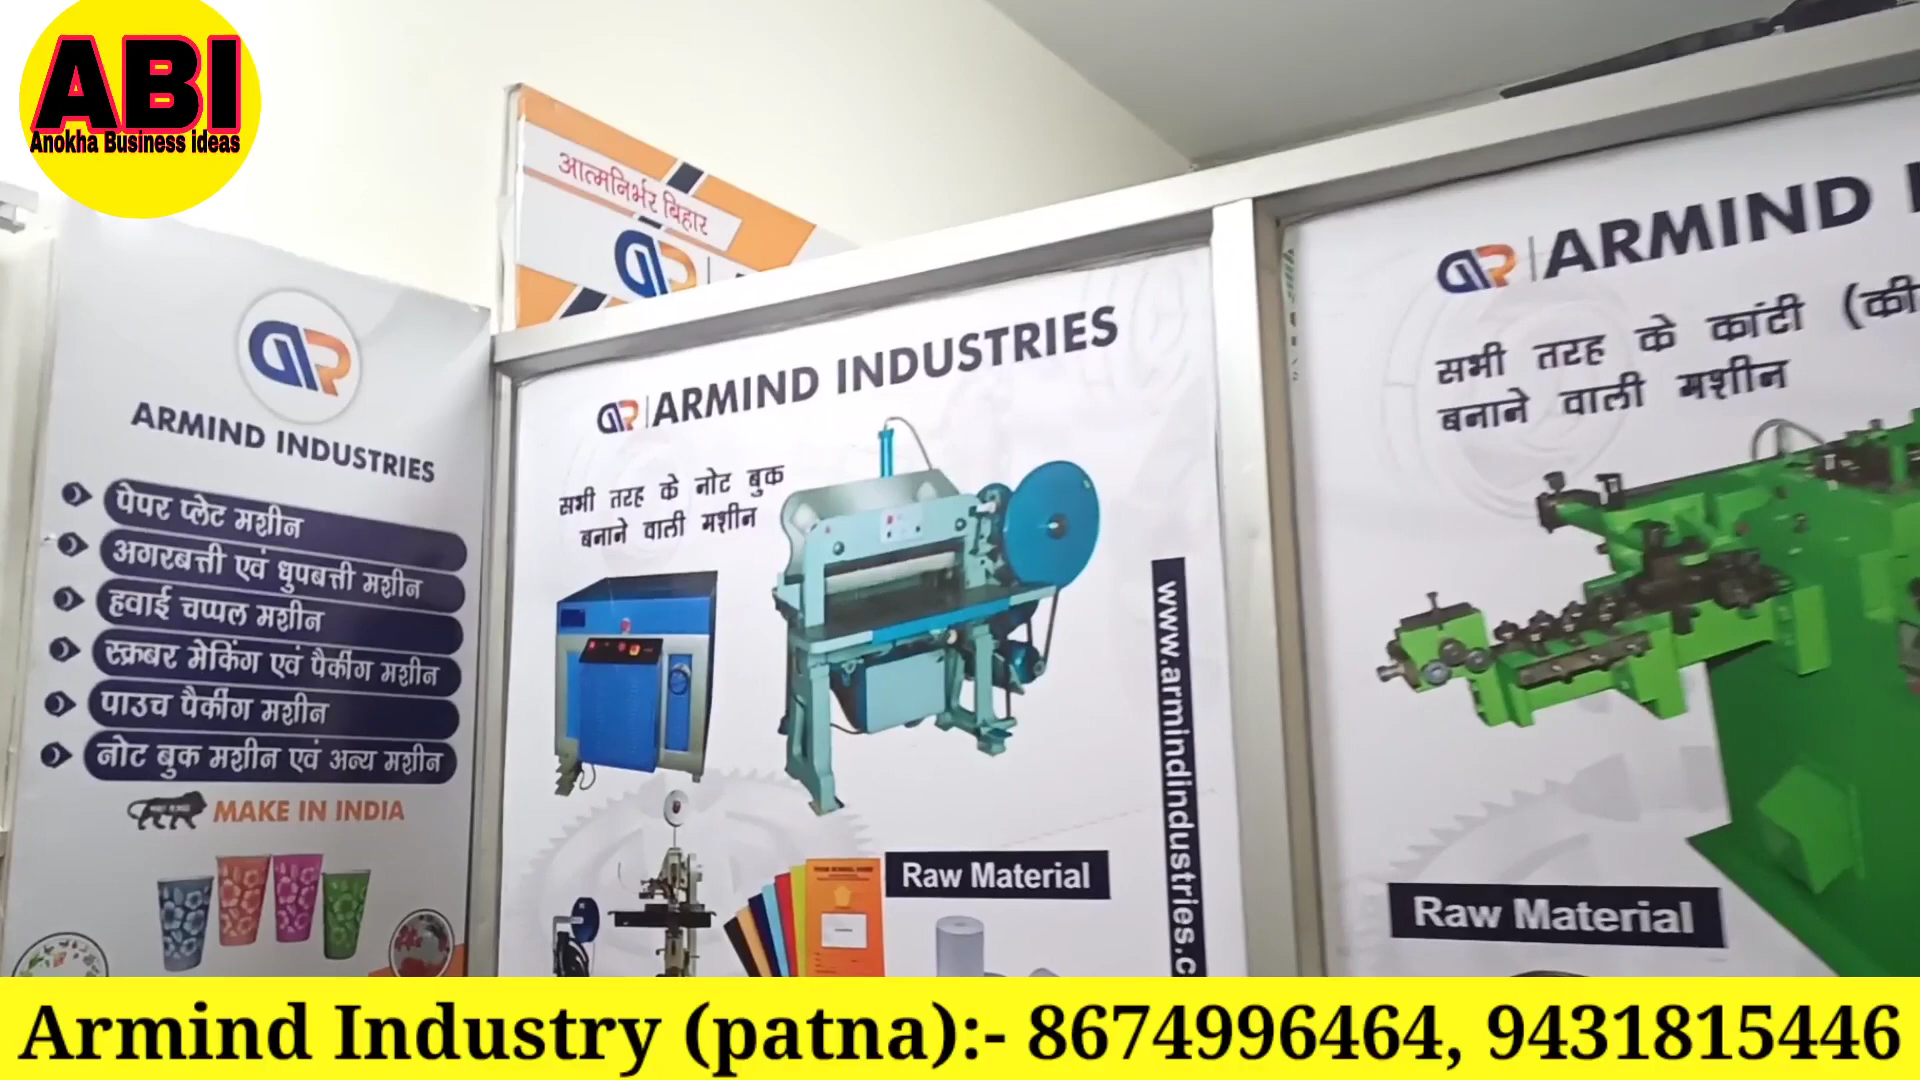 ABI
Anokha Business ideas
आत्मनिर्भर बिहार
ARMIND INDUSTRIES
पेपर प्लेट मशीन
अगरबत्ती एवं धुपबत्ती मशीन
हवाई चप्पल मशीन
स्क्रबर मेकिंग एवं पैकींग मशीन
पाउच पैकींग मशीन
नोट बुक मशीन एवं अन्य मशीन
MAKE IN INDIA
ARMIND INDUSTRIES
सभी तरह के नोट बुक
बनाने वाली मशीन
www.armindindustries.c
Raw Material
ARMIND
सभी तरह के कांटी (की
बनाने वाली मशीन
Raw Material
Armind Industry (patna):- 8674996464, 9431815446